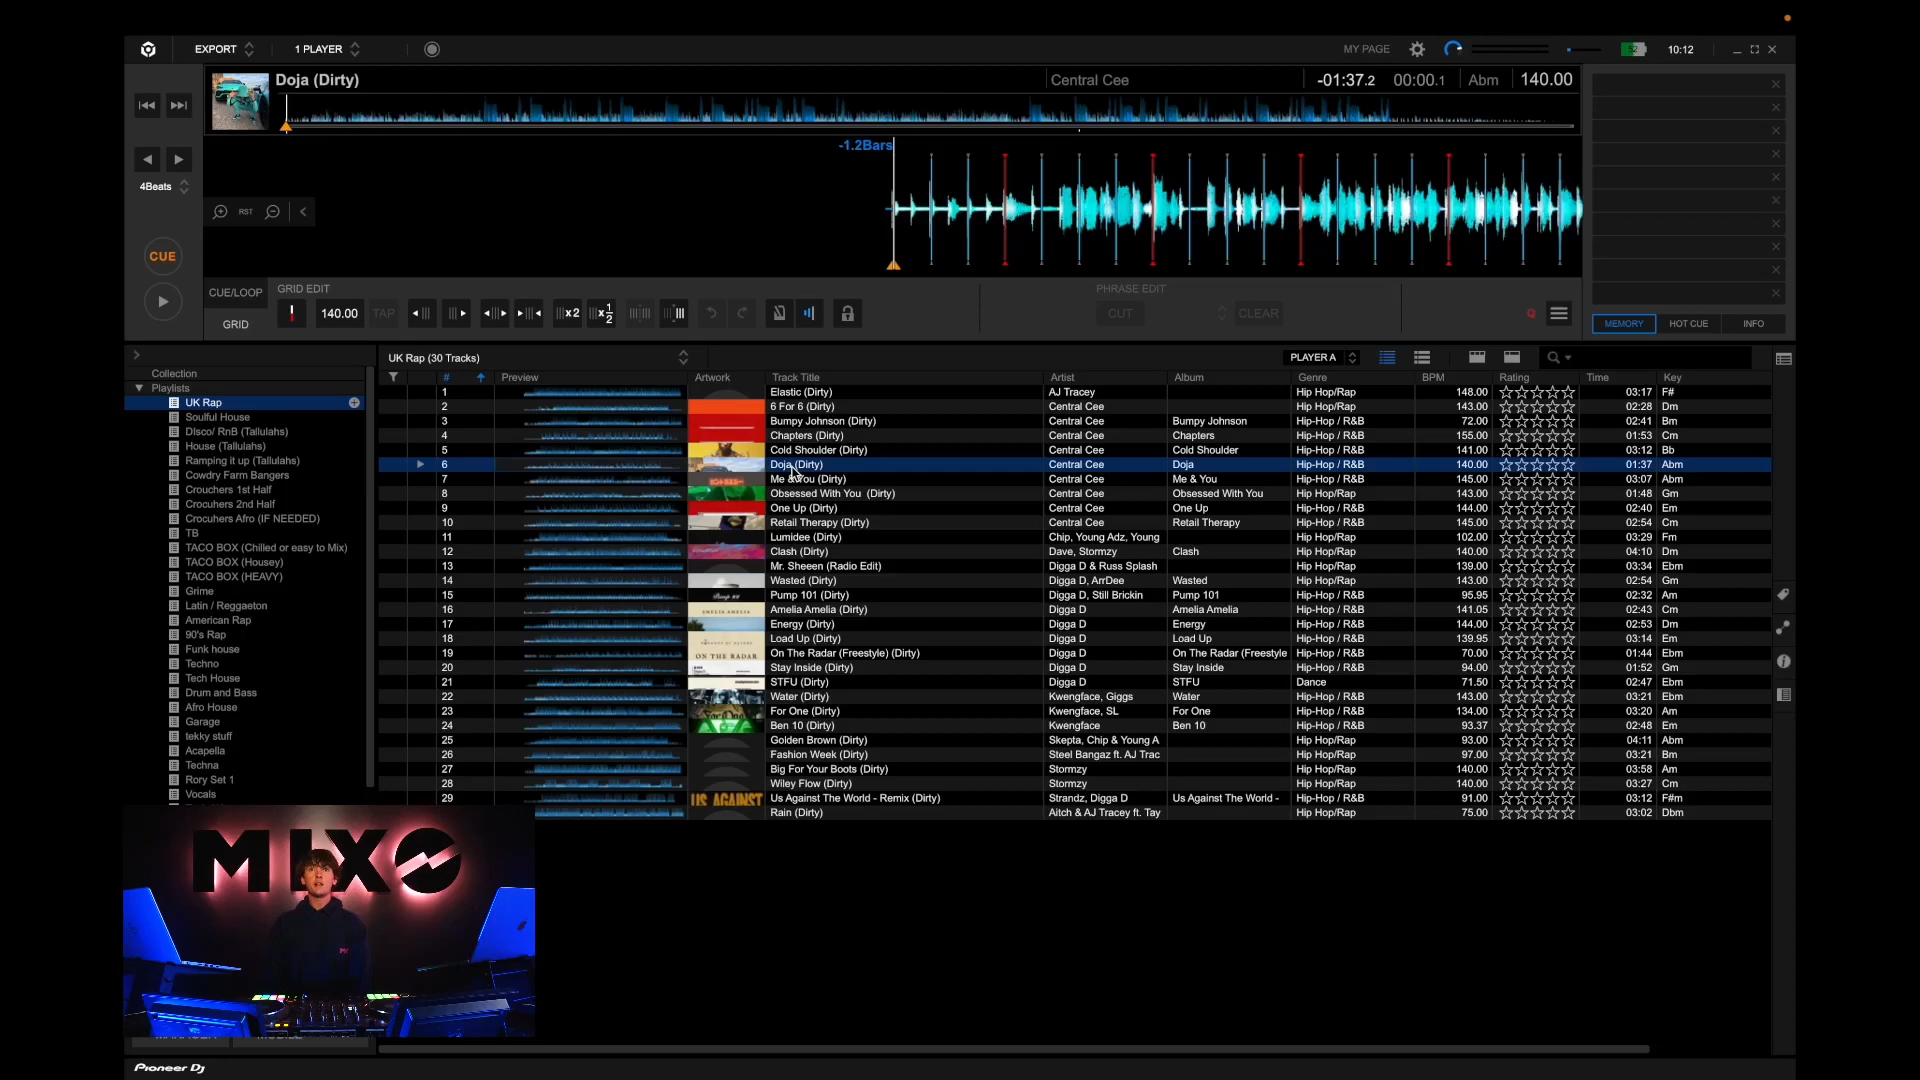 EXPORT 1 PLAYER MY PAGE 52 10:12
Doja (Dirty) Central Cee -01:37.2 00:00.1 Abm 140.00
-1.2Bars
4Beats
RST
CUE
CUE/LOOP GRID EDIT PHRASE EDIT
140.00 TAP x2 x1/2 CUT CLEAR Q
GRID MEMORY HOT CUE INFO
UK Rap (30 Tracks) PLAYER A
# Preview Artwork Track Title Artist Album Genre BPM Rating Time Key
Collection
Playlists
UK Rap
Soulful House
DIsco/ RnB (Tallulahs)
House (Tallulahs)
Ramping it up (Tallulahs)
Cowdry Farm Bangers
Crouchers 1st Half
Crocuhers 2nd Half
Crocuhers Afro (IF NEEDED)
TB
TACO BOX (Chilled or easy to Mix)
TACO BOX (Housey)
TACO BOX (HEAVY)
Grime
Latin / Reggaeton
American Rap
90's Rap
Funk house
Techno
Tech House
Drum and Bass
Afro House
Garage
tekky stuff
Acapella
Techna
Rory Set 1
Vocals
1 Elastic (Dirty) AJ Tracey Hip Hop/Rap 148.00 03:17 F#
2 6 For 6 (Dirty) Central Cee Hip Hop/Rap 143.00 02:28 Dm
3 Bumpy Johnson (Dirty) Central Cee Bumpy Johnson Hip-Hop / R&B 72.00 02:41 Bm
4 Chapters (Dirty) Central Cee Chapters Hip-Hop / R&B 155.00 01:53 Cm
5 Cold Shoulder (Dirty) Central Cee Cold Shoulder Hip-Hop / R&B 141.00 03:12 Bb
6 Doja (Dirty) Central Cee Doja Hip-Hop / R&B 140.00 01:37 Abm
7 Me & You (Dirty) Central Cee Me & You Hip-Hop / R&B 145.00 03:07 Abm
8 Obsessed With You (Dirty) Central Cee Obsessed With You Hip-Hop/Rap 143.00 01:48 Gm
9 One Up (Dirty) Central Cee One Up Hip-Hop / R&B 144.00 02:40 Em
10 Retail Therapy (Dirty) Central Cee Retail Therapy Hip-Hop / R&B 145.00 02:54 Cm
11 Lumidee (Dirty) Chip, Young Adz, Young Hip-Hop/Rap 102.00 03:29 Fm
12 Clash (Dirty) Dave, Stormzy Clash Hip-Hop/Rap 140.00 04:10 Dm
13 Mr. Sheeen (Radio Edit) Digga D & Russ Splash Hip-Hop/Rap 139.00 03:34 Ebm
14 Wasted (Dirty) Digga D, ArrDee Wasted Hip-Hop / R&B 143.00 02:54 Gm
15 Pump 101 (Dirty) Digga D, Still Brickin Pump 101 Hip-Hop / R&B 95.95 02:32 Am
16 AMELIA AMELIA Amelia Amelia (Dirty) Digga D Amelia Amelia Hip-Hop / R&B 141.05 02:43 Cm
17 Energy (Dirty) Digga D Energy Hip-Hop / R&B 144.00 02:53 Dm
18 Load Up (Dirty) Digga D Load Up Hip-Hop / R&B 139.95 03:14 Em
19 ON THE RADAR On The Radar (Freestyle) (Dirty) Digga D On The Radar (Freestyle Hip-Hop / R&B 70.00 01:44 Ebm
20 Stay Inside (Dirty) Digga D Stay Inside Hip-Hop / R&B 94.00 01:52 Gm
21 STFU (Dirty) Digga D STFU Dance 71.50 02:47 Ebm
22 Water (Dirty) Kwengface, Giggs Water Hip-Hop / R&B 143.00 03:21 Ebm
23 For One (Dirty) Kwengface, SL For One Hip-Hop / R&B 134.00 03:20 Am
24 Ben 10 (Dirty) Kwengface Ben 10 Hip-Hop / R&B 93.37 02:48 Em
25 Golden Brown (Dirty) Skepta, Chip & Young A Hip Hop/Rap 93.00 04:11 Abm
26 Fashion Week (Dirty) Steel Bangaz ft. AJ Trac Hip Hop/Rap 97.00 03:21 Bm
27 Big For Your Boots (Dirty) Stormzy Hip Hop/Rap 140.00 03:58 Am
28 Wiley Flow (Dirty) Stormzy Hip Hop/Rap 140.00 03:27 Cm
29 US AGAINST Us Against The World - Remix (Dirty) Strandz, Digga D Us Against The World - Hip-Hop / R&B 91.00 03:12 F#m
Rain (Dirty) Aitch & AJ Tracey ft. Tay Hip Hop/Rap 75.00 03:02 Dbm
MIXO
Pioneer Dj